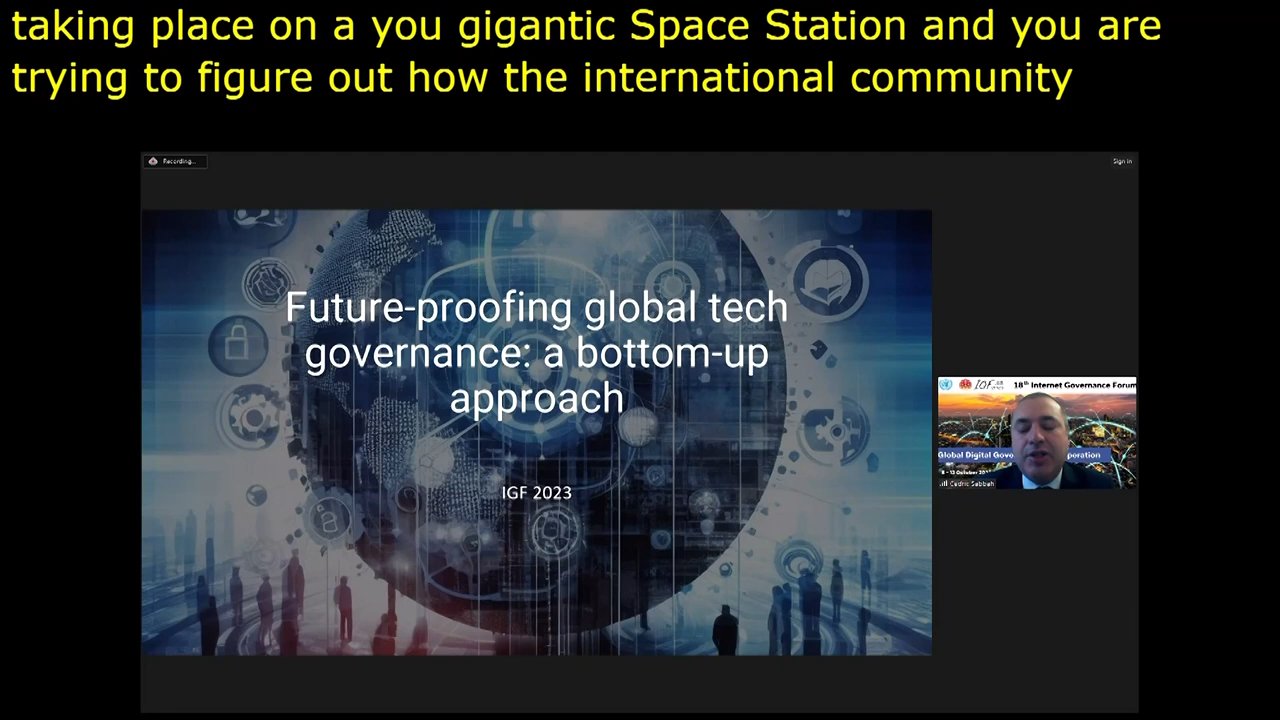 taking place on a you gigantic Space Station and you are
trying to figure out how the international community
Recording...
Sign in
Future-proofing global tech
governance: a bottom-up
approach
IGF 2023
IGF
18th Internet Governance Forum
Global Digital Gove
peration
Cedric Sabbah